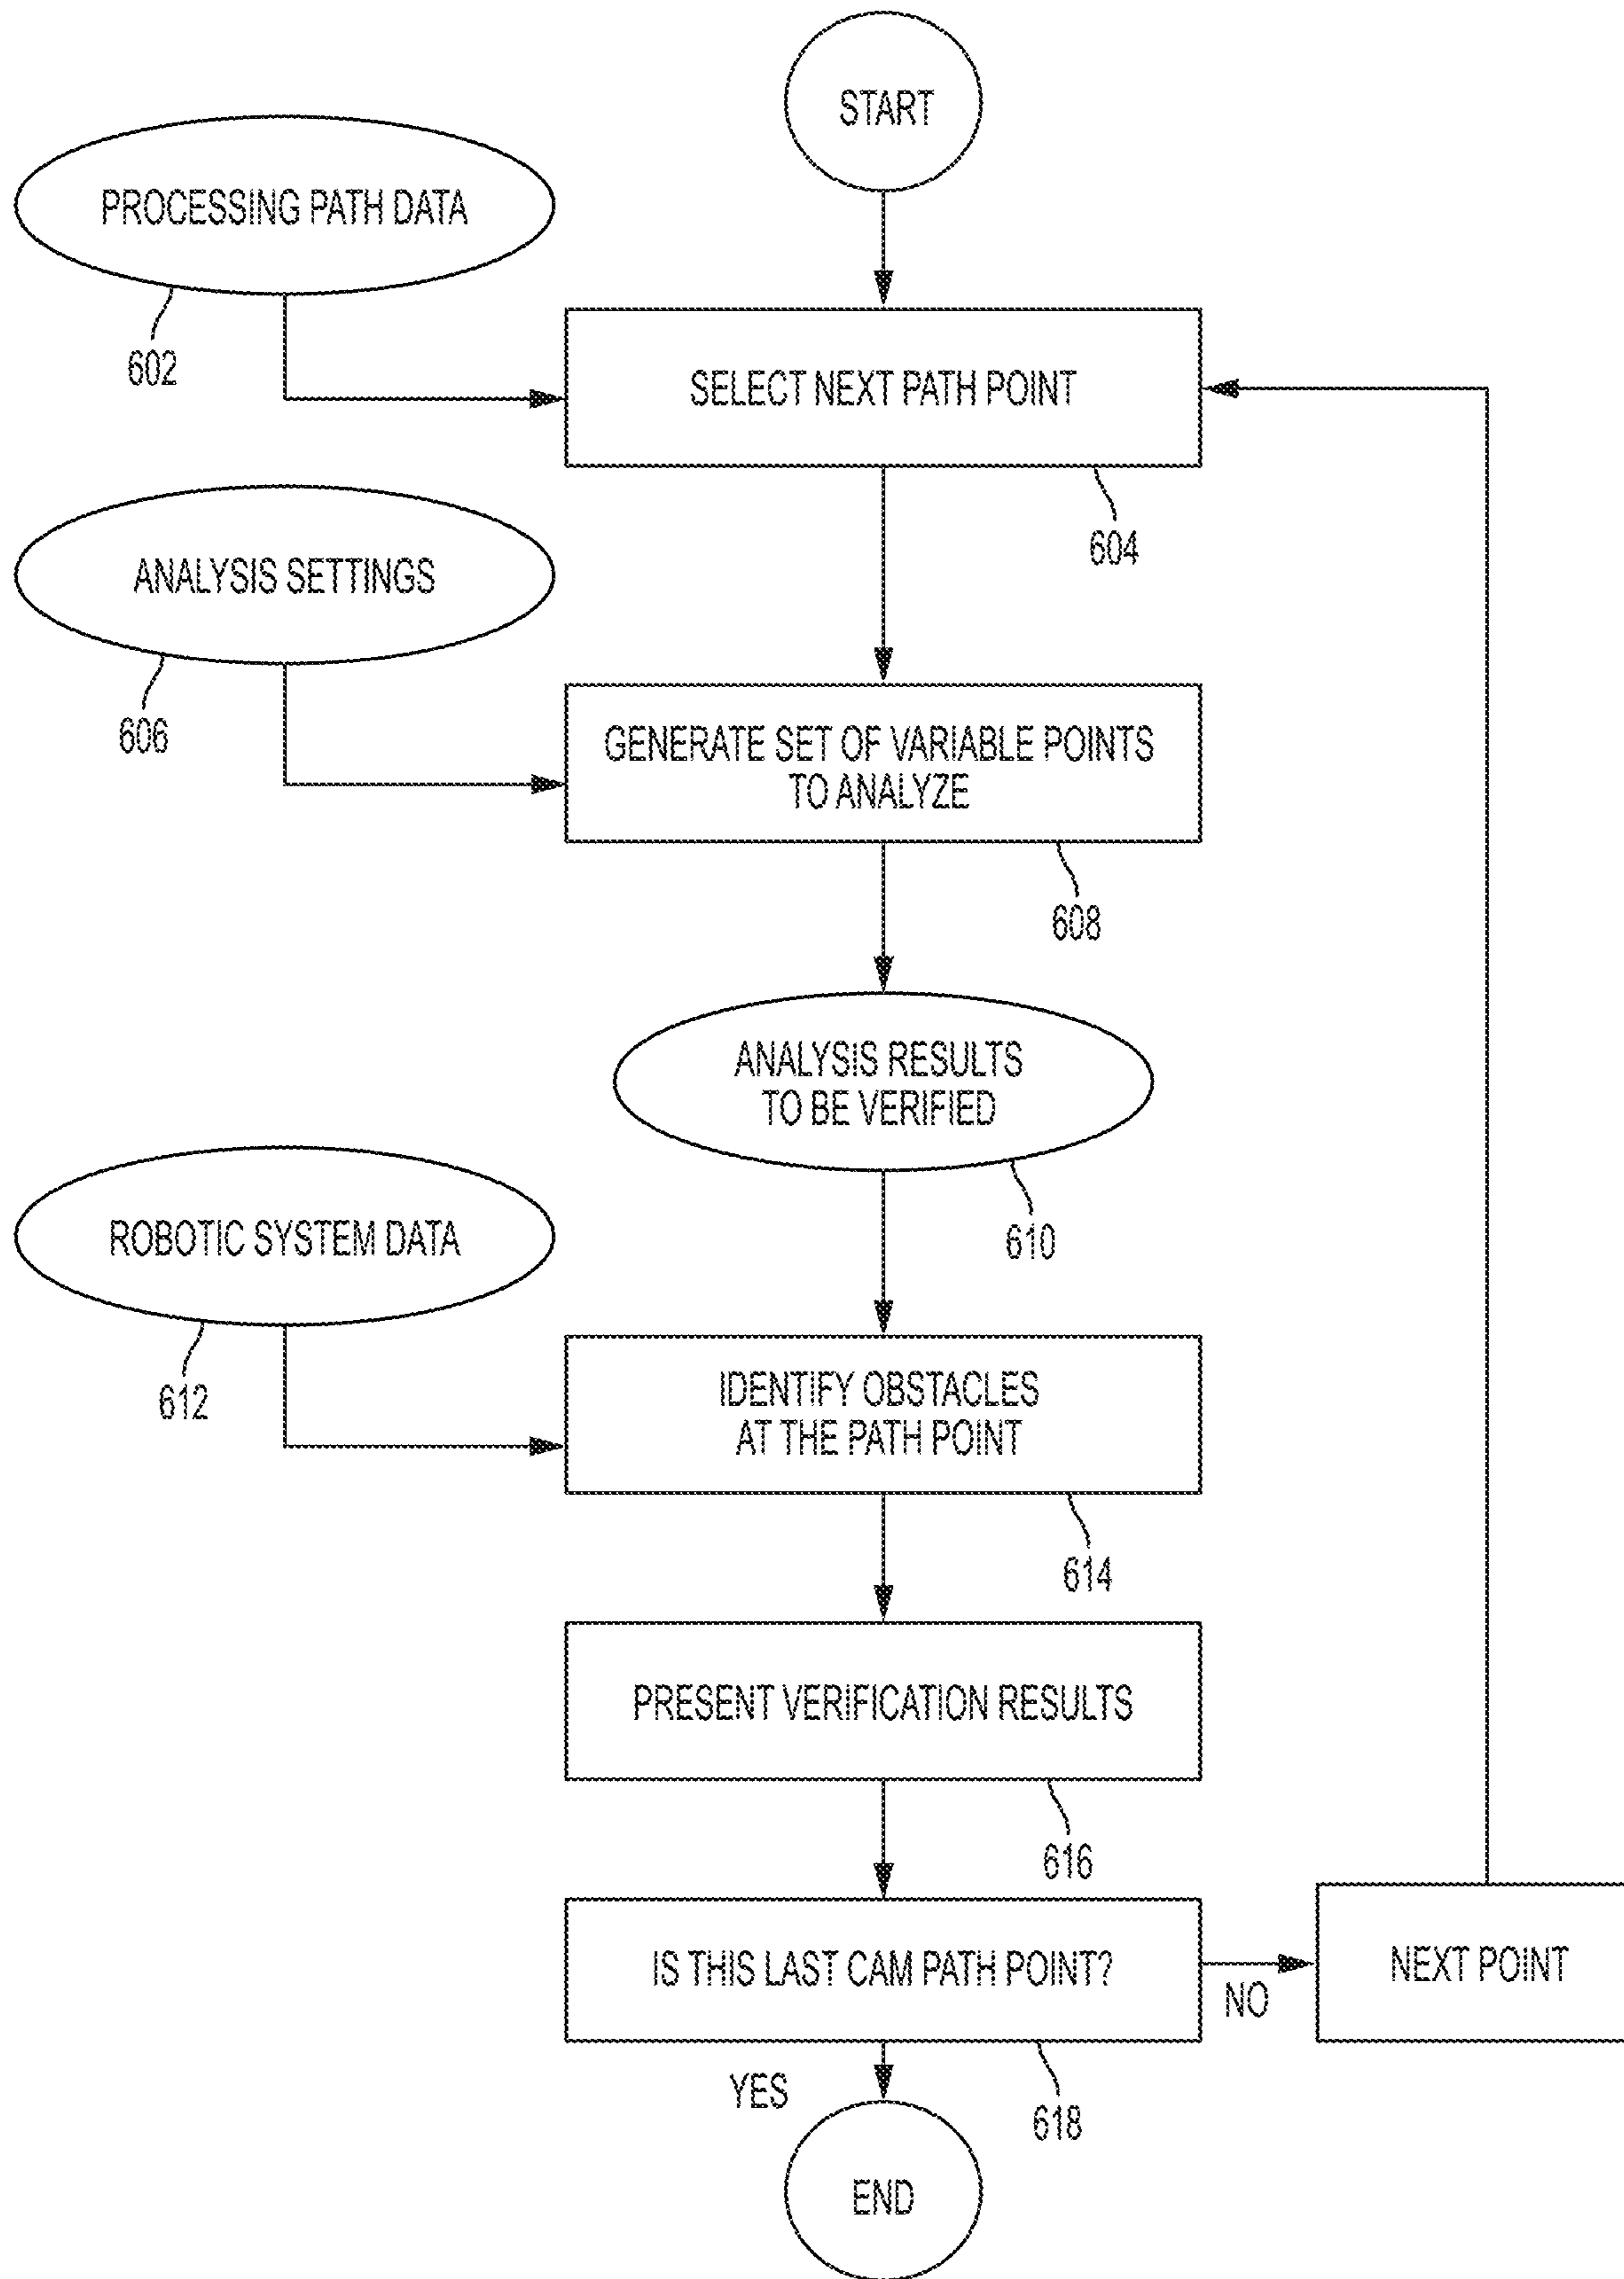 START
PROCESSING PATH DATA
602
SELECT NEXT PATH POINT
604
ANALYSIS SETTINGS
606
GENERATE SET OF VARIABLE POINTS
TO ANALYZE
608
ANALYSIS RESULTS
TO BE VERIFIED
610
ROBOTIC SYSTEM DATA
612
IDENTIFY OBSTACLES
AT THE PATH POINT
614
PRESENT VERIFICATION RESULTS
616
IS THIS LAST CAM PATH POINT?
618
NO
NEXT POINT
YES
END